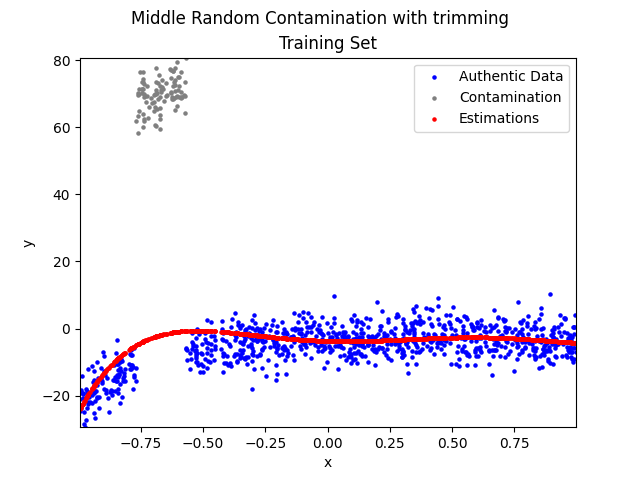 Middle Random Contamination with trimming
Training Set
80
60
40
20
0
−20
y
Authentic Data
Contamination
Estimations
−0.75
−0.50
−0.25
0.00
0.25
0.50
0.75
x